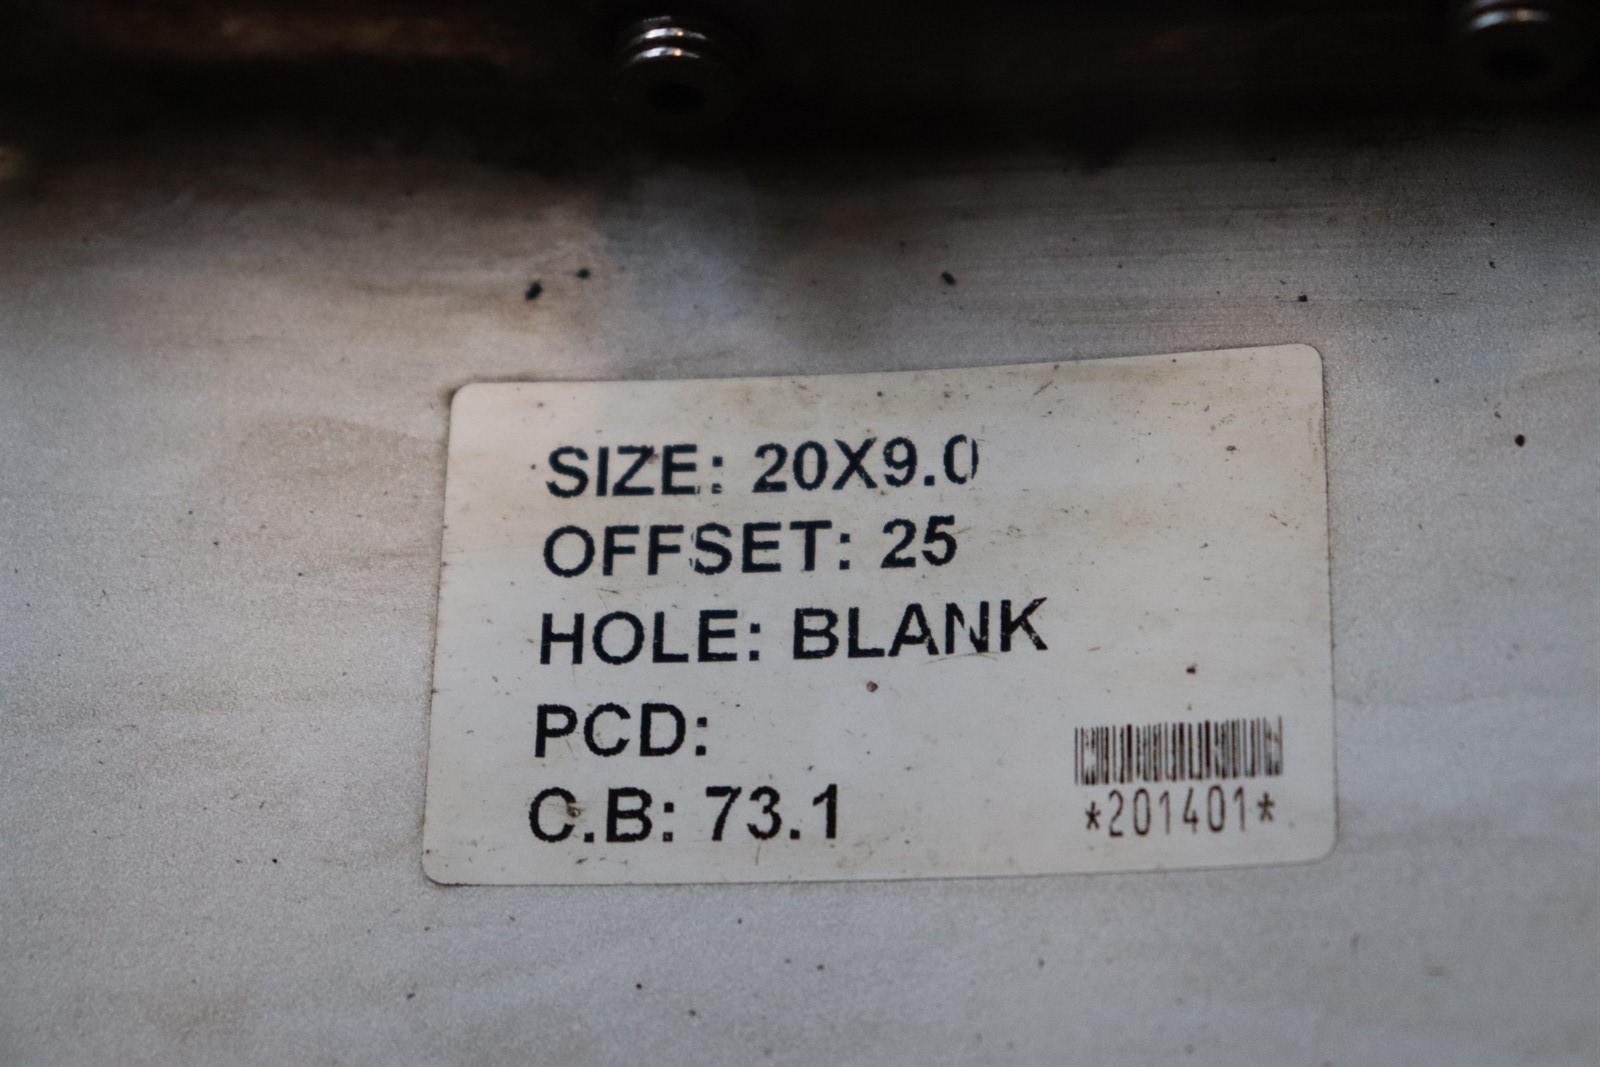 SIZE: 20X9.0
OFFSET: 25
HOLE: BLANK
PCD:
C.B: 73.1
*201401*